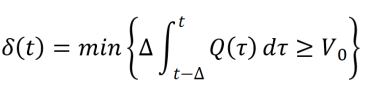 δ(t) = min{Δ∫_{t−Δ}^{t} Q(τ) dτ ≥ V₀}